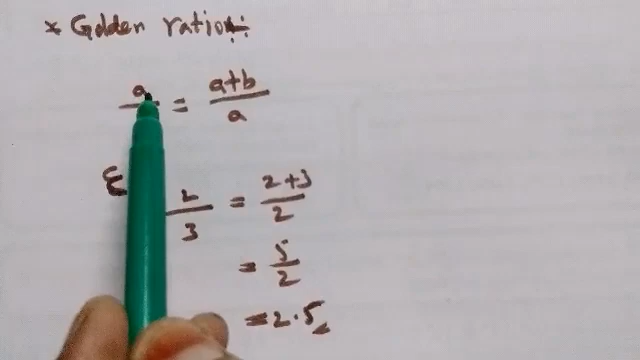 * Golden ratio:
a = a+b
a
2 = 2+3
3 2
= 5
2
= 2.5